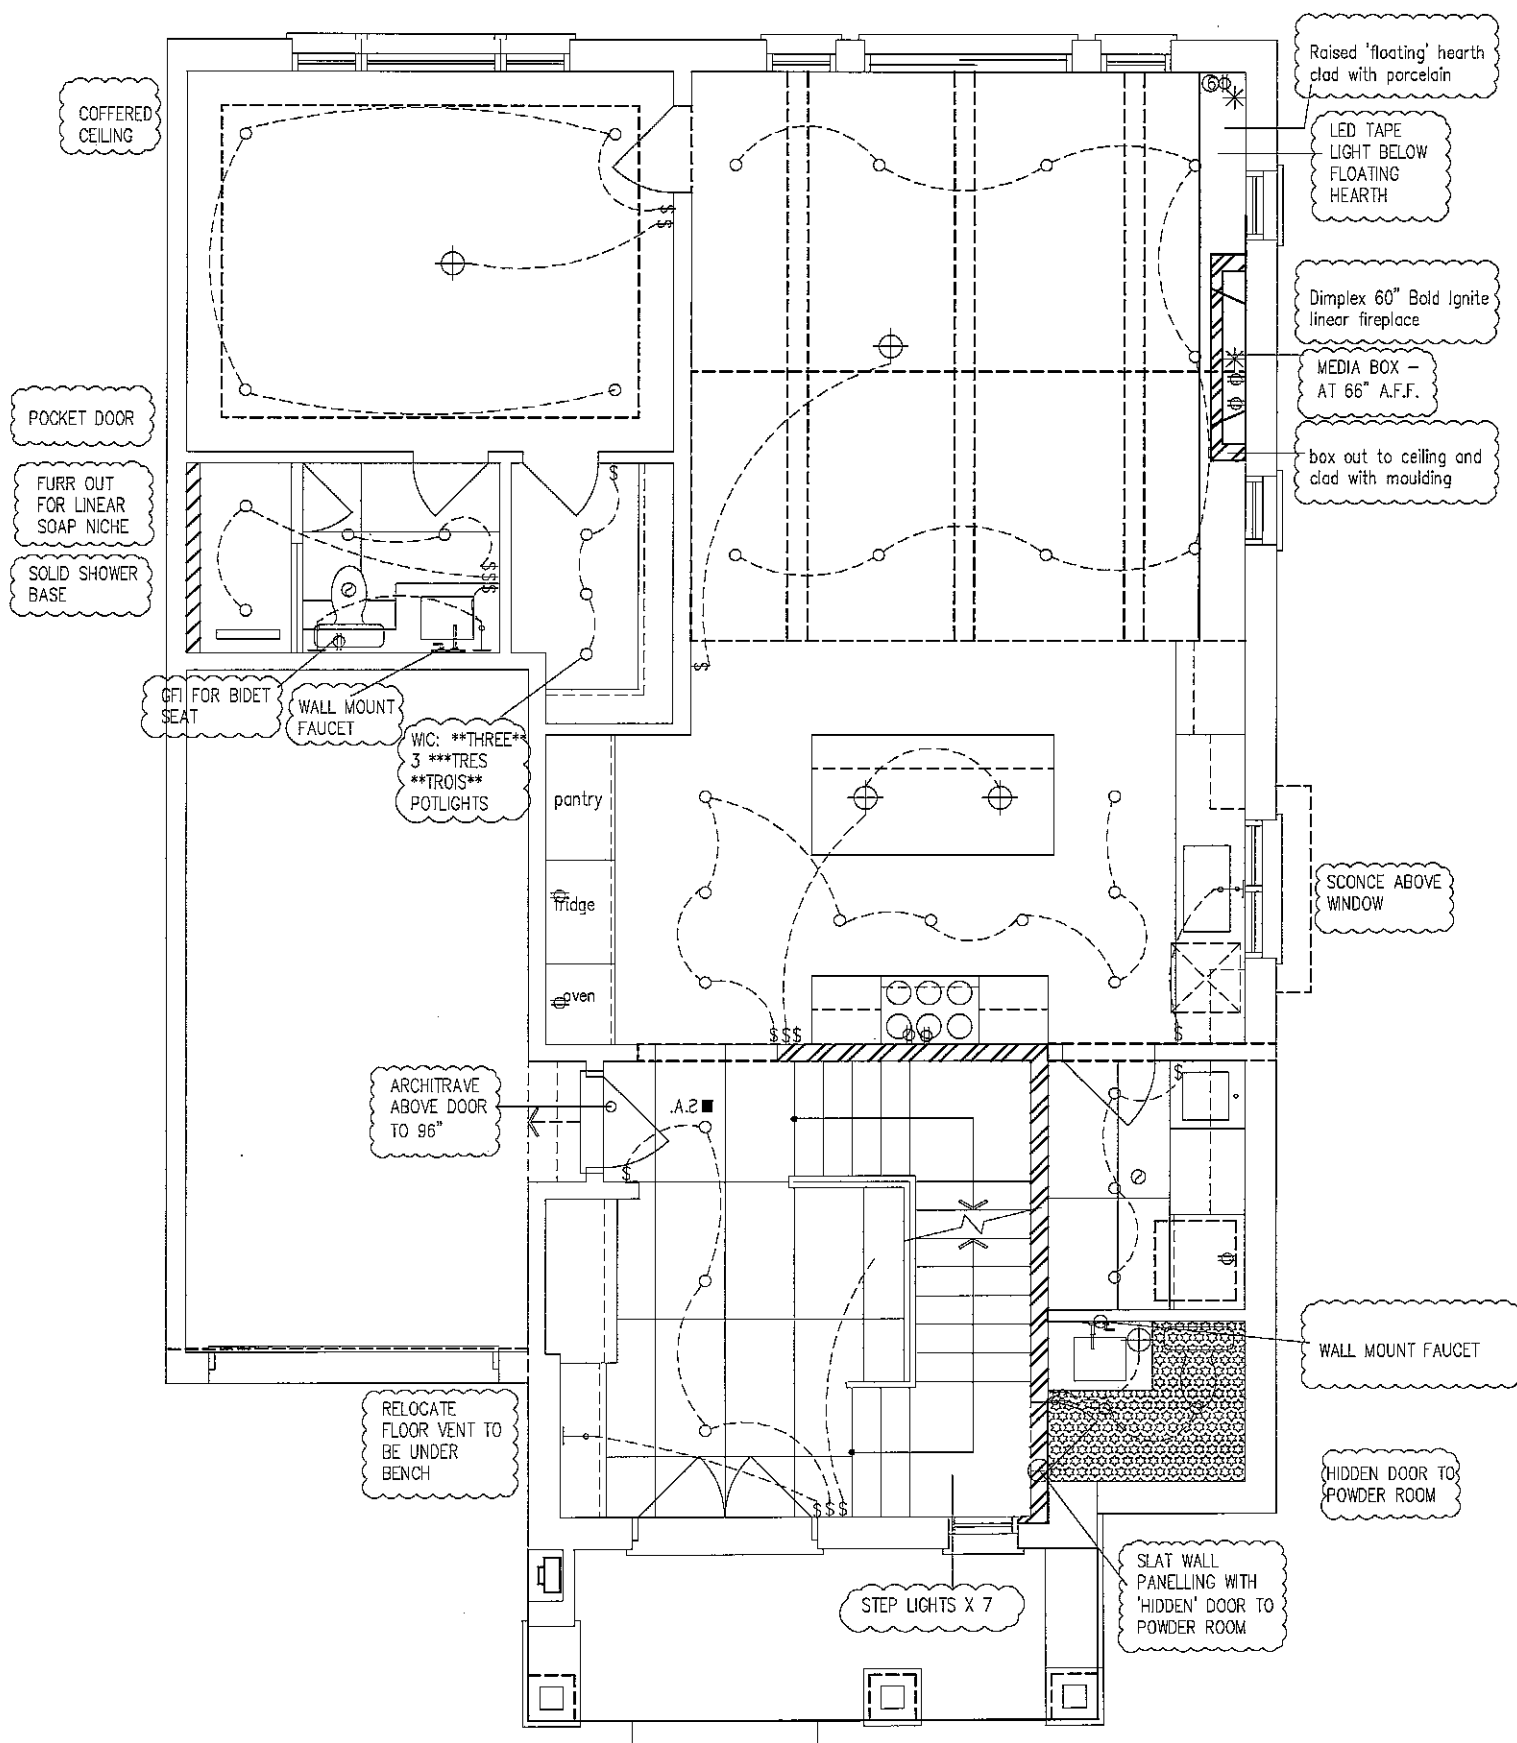 COFFERED
CEILING
POCKET DOOR
FURR OUT
FOR LINEAR
SOAP NICHE
SOLID SHOWER
BASE
GFI FOR BIDET
SEAT
WALL MOUNT
FAUCET
WIC: **THREE**
3 ***TRES
**TROIS**
POTLIGHTS
Raised 'floating' hearth
clad with porcelain
LED TAPE
LIGHT BELOW
FLOATING
HEARTH
Dimplex 60" Bold Ignite
linear fireplace
MEDIA BOX –
AT 66" A.F.F.
box out to ceiling and
clad with moulding
pantry
fridge
oven
SCONCE ABOVE
WINDOW
ARCHITRAVE
ABOVE DOOR
TO 96"
S.A.
$
$
$
$
$$$
$
$$$
$
$
$
$$$
WALL MOUNT FAUCET
RELOCATE
FLOOR VENT TO
BE UNDER
BENCH
HIDDEN DOOR TO
POWDER ROOM
SLAT WALL
PANELLING WITH
'HIDDEN' DOOR TO
POWDER ROOM
STEP LIGHTS X 7